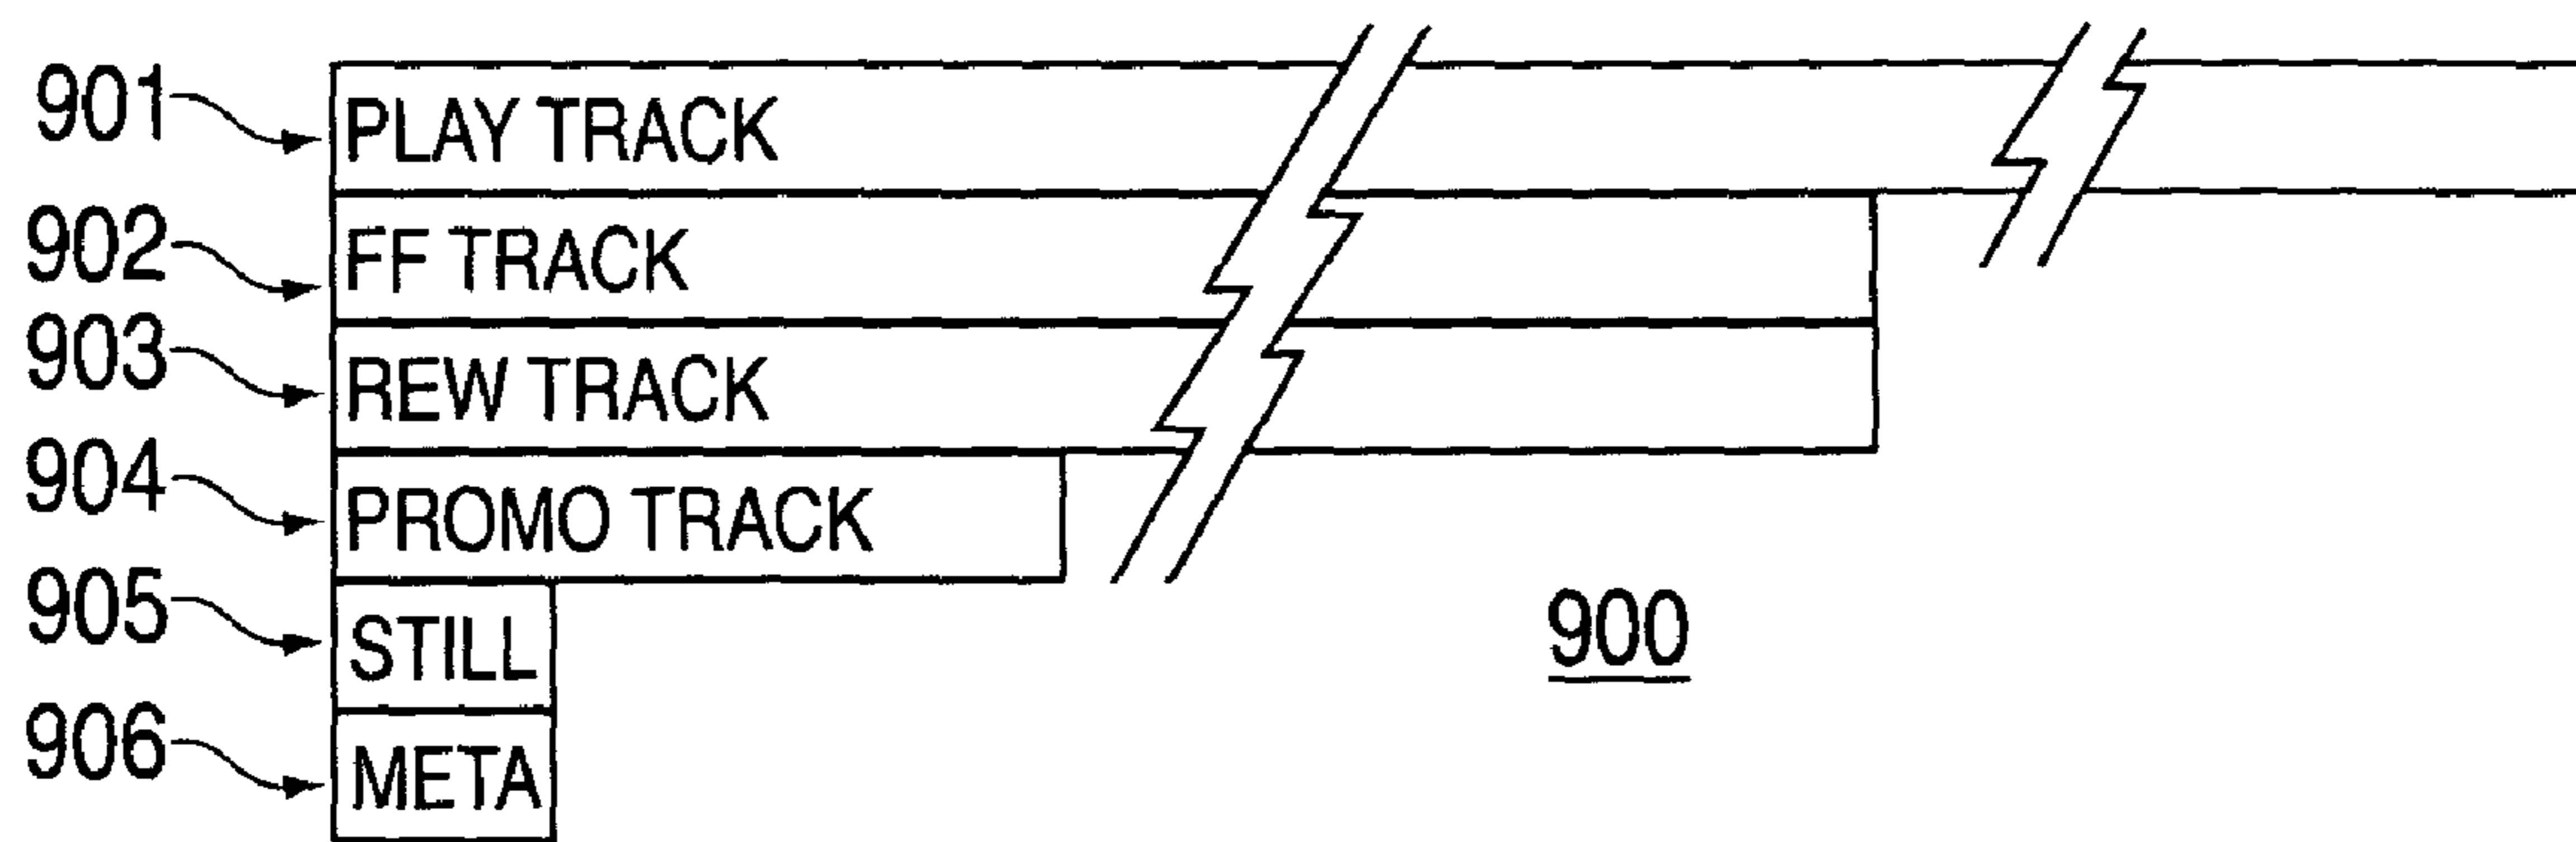 901 PLAY TRACK
902 FF TRACK
903 REW TRACK
904 PROMO TRACK
905 STILL
906 META
900